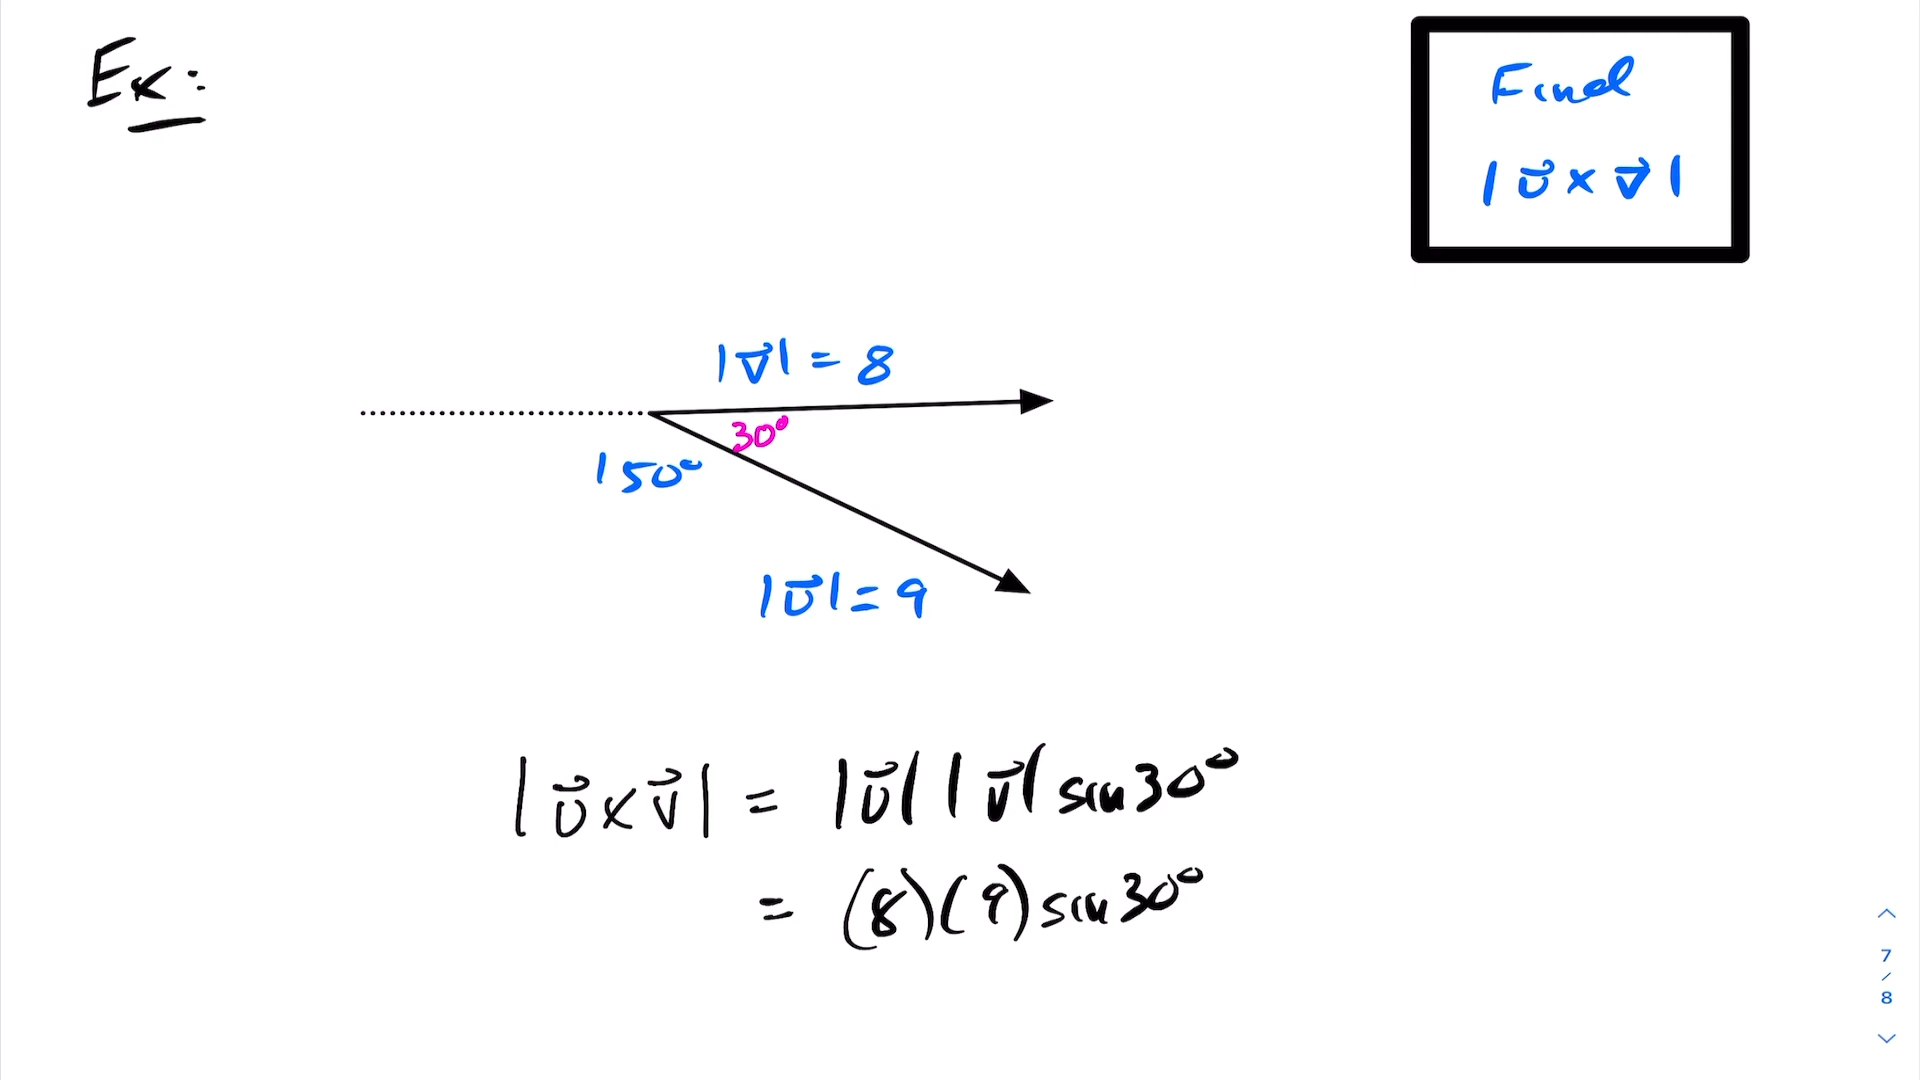 Ex:
Find
|u⃗ × v⃗|
|v⃗| = 8
30°
150°
|u⃗| = 9
|u⃗ × v⃗| = |u⃗| |v⃗| sin 30°
= (8)(9) sin 30°
7
/
8